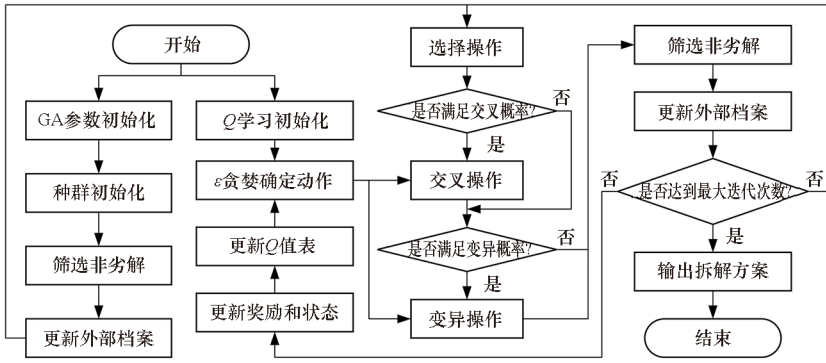 开始
GA参数初始化
种群初始化
筛选非劣解
更新外部档案
Q学习初始化
ε贪婪确定动作
更新Q值表
更新奖励和状态
选择操作
是否满足交叉概率?
否
是
交叉操作
是否满足变异概率?
否
是
变异操作
筛选非劣解
更新外部档案
否
是否达到最大迭代次数?
否
是
输出拆解方案
结束